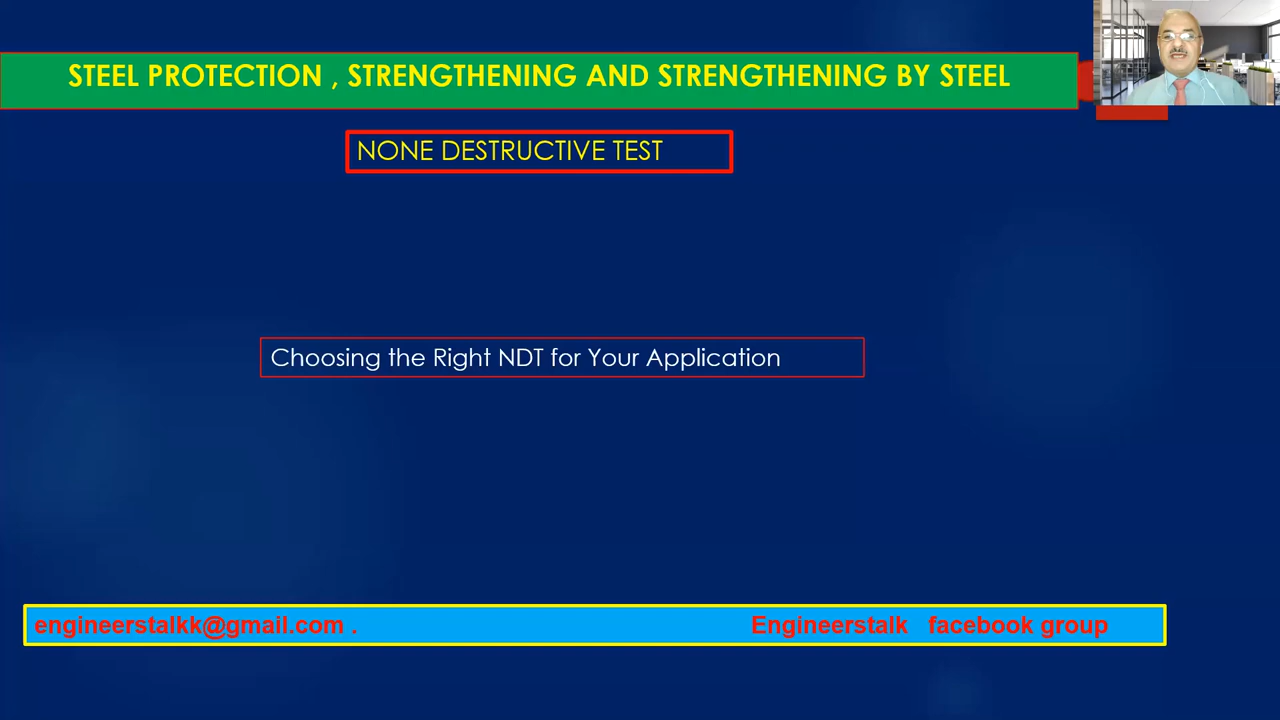 STEEL PROTECTION , STRENGTHENING AND STRENGTHENING BY STEEL
NONE DESTRUCTIVE TEST
Choosing the Right NDT for Your Application
engineerstalkk@gmail.com . Engineerstalk facebook group